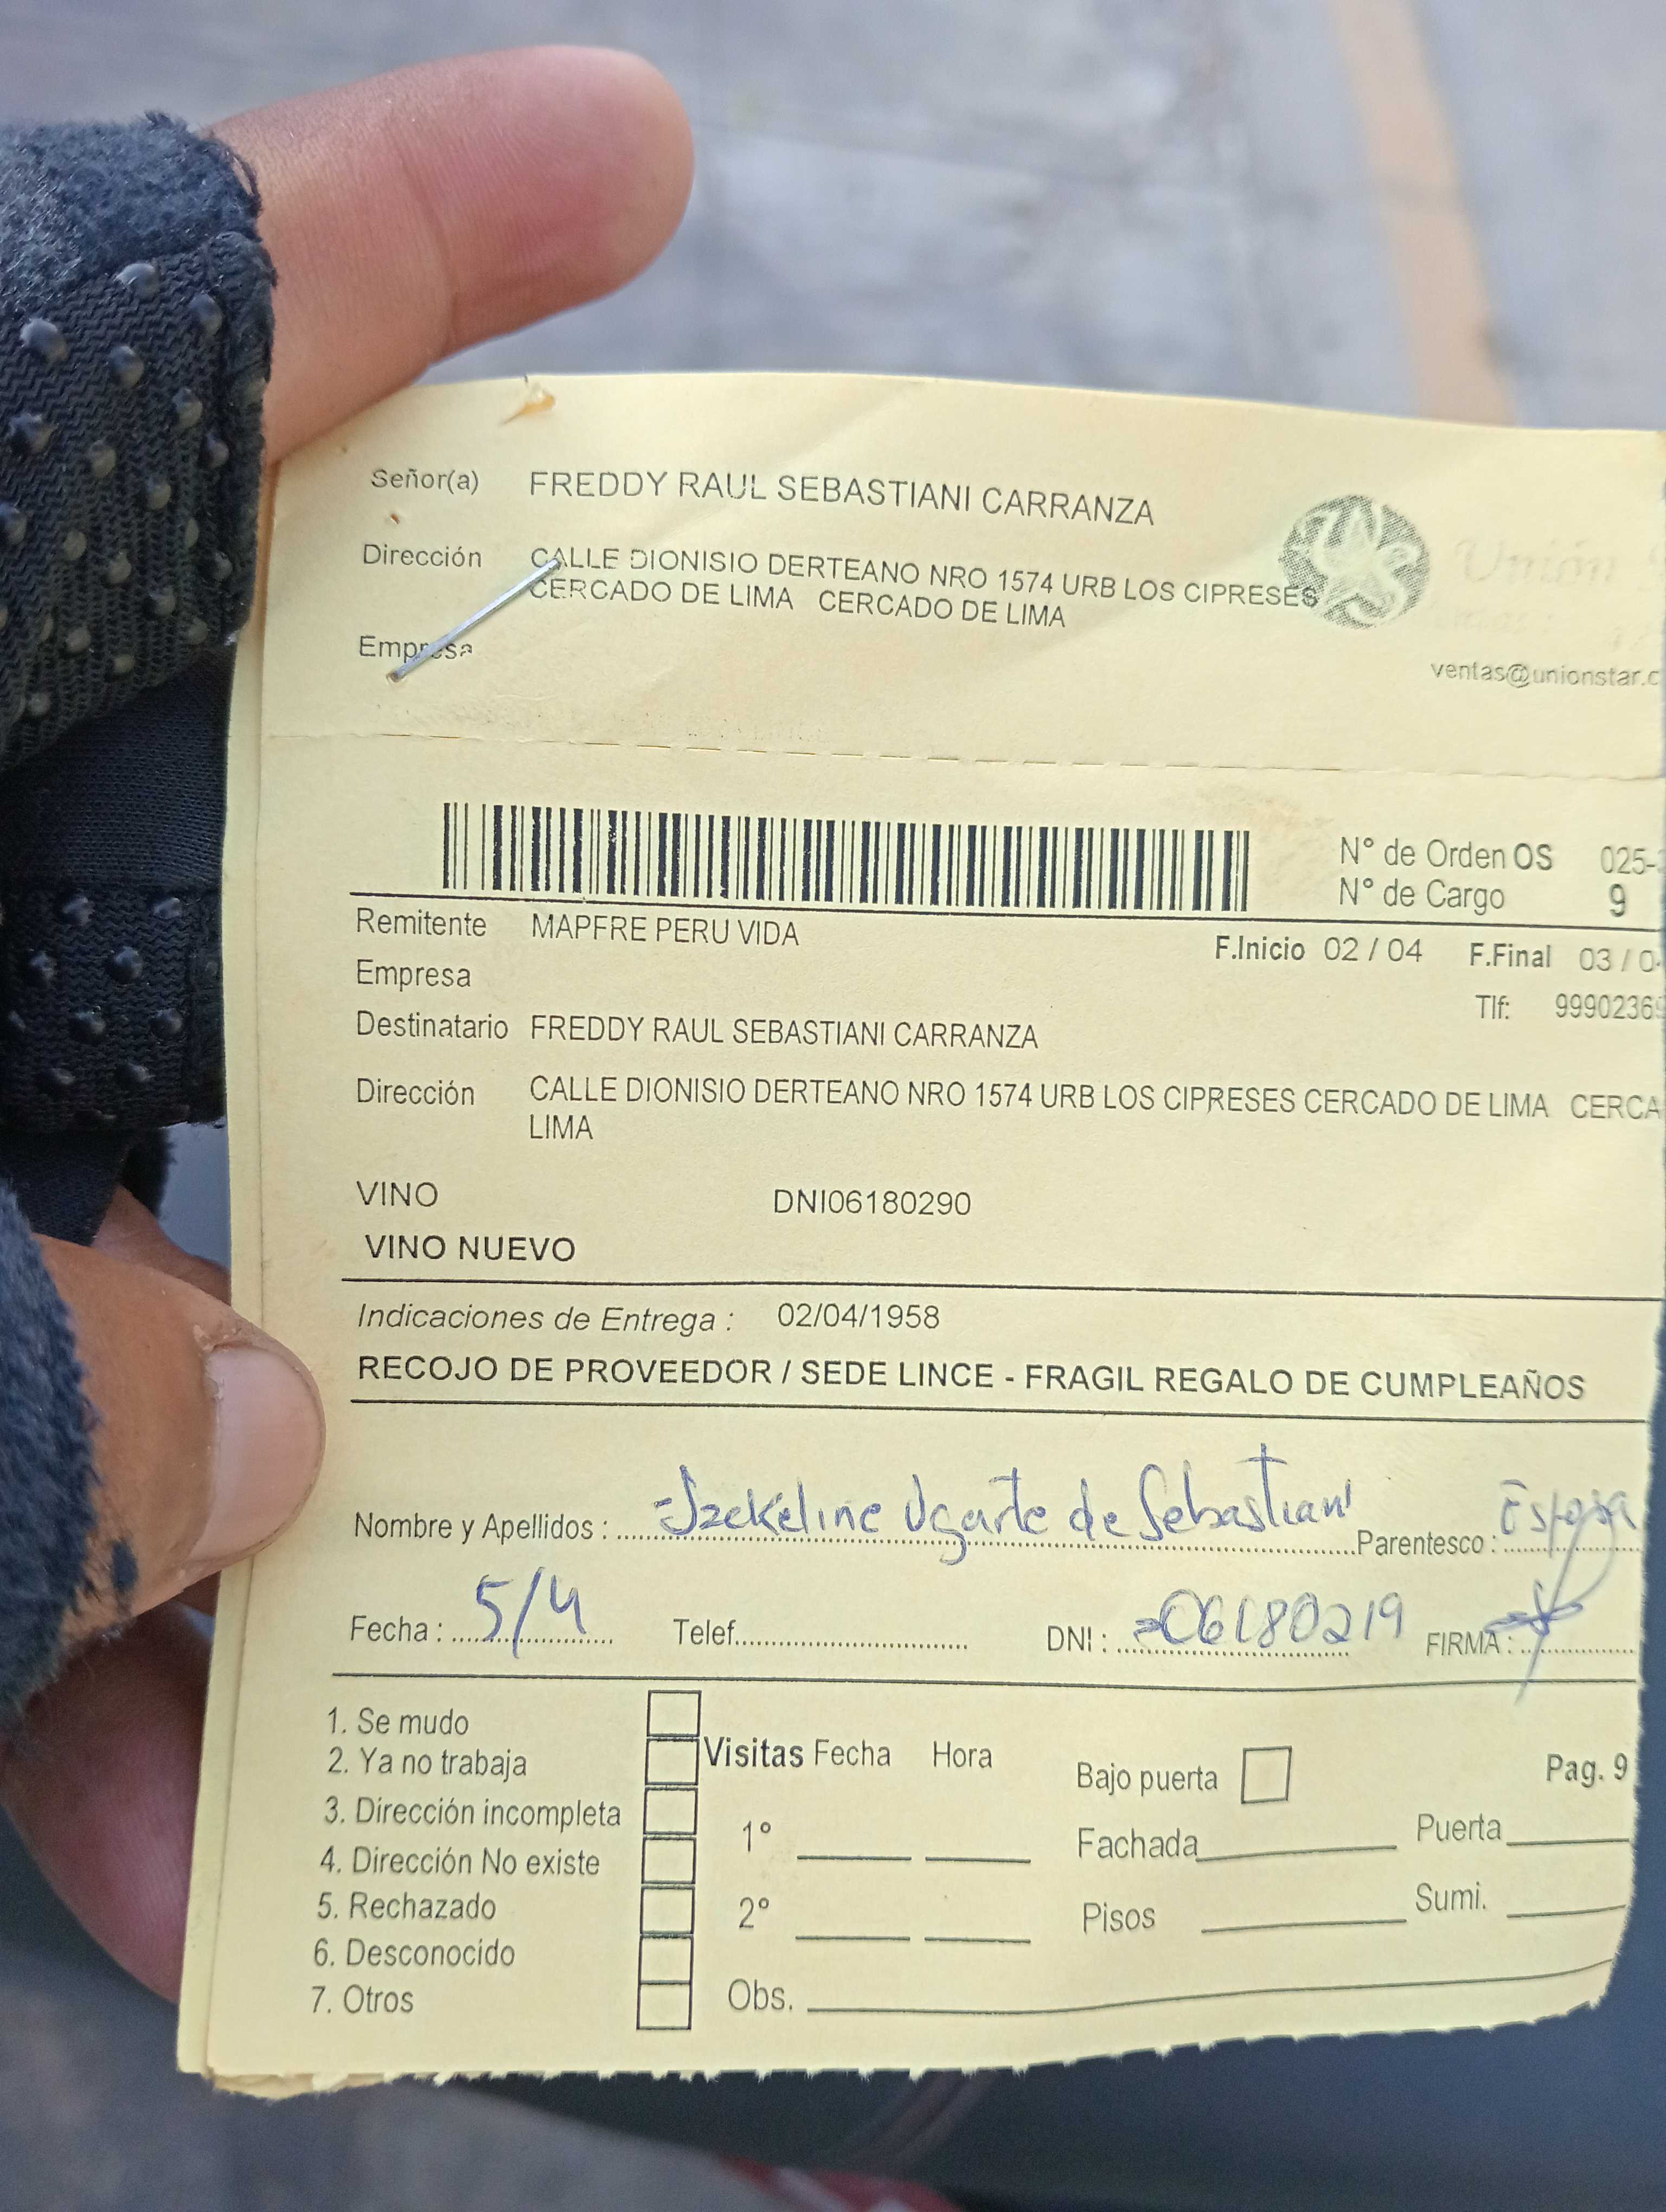 Señor(a) FREDDY RAUL SEBASTIANI CARRANZA
Dirección CALLE DIONISIO DERTEANO NRO 1574 URB LOS CIPRESES
CERCADO DE LIMA CERCADO DE LIMA
Empresa
Unión
ventas@unionstar.c
N° de Orden OS 025-
N° de Cargo 9
Remitente MAPFRE PERU VIDA
F.Inicio 02 / 04 F.Final 03 / 0
Empresa
Tlf: 99902369
Destinatario FREDDY RAUL SEBASTIANI CARRANZA
Dirección CALLE DIONISIO DERTEANO NRO 1574 URB LOS CIPRESES CERCADO DE LIMA CERCA
LIMA
VINO DNI06180290
VINO NUEVO
Indicaciones de Entrega : 02/04/1958
RECOJO DE PROVEEDOR / SEDE LINCE - FRAGIL REGALO DE CUMPLEAÑOS
Nombre y Apellidos : Jackeline Ugarte de Sebastiani Parentesco : Esposa
Fecha : 5/4 Telef. DNI : 06180219 FIRMA :
1. Se mudo
2. Ya no trabaja Visitas Fecha Hora Bajo puerta Pag. 9
3. Dirección incompleta
1° Fachada Puerta
4. Dirección No existe
5. Rechazado 2° Pisos Sumi.
6. Desconocido
7. Otros Obs.